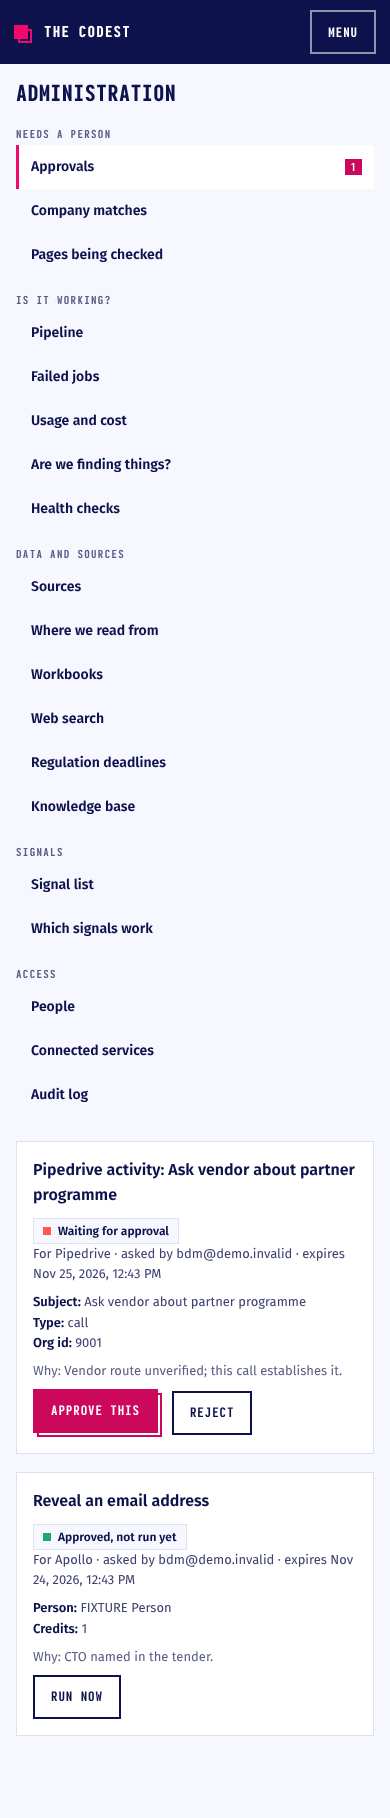 THE CODEST
MENU
ADMINISTRATION
NEEDS A PERSON
Approvals
1
Company matches
Pages being checked
IS IT WORKING?
Pipeline
Failed jobs
Usage and cost
Are we finding things?
Health checks
DATA AND SOURCES
Sources
Where we read from
Workbooks
Web search
Regulation deadlines
Knowledge base
SIGNALS
Signal list
Which signals work
ACCESS
People
Connected services
Audit log
Pipedrive activity: Ask vendor about partner
programme
Waiting for approval
For Pipedrive · asked by bdm@demo.invalid · expires
Nov 25, 2026, 12:43 PM
Subject: Ask vendor about partner programme
Type: call
Org id: 9001
Why: Vendor route unverified; this call establishes it.
APPROVE THIS
REJECT
Reveal an email address
Approved, not run yet
For Apollo · asked by bdm@demo.invalid · expires Nov
24, 2026, 12:43 PM
Person: FIXTURE Person
Credits: 1
Why: CTO named in the tender.
RUN NOW